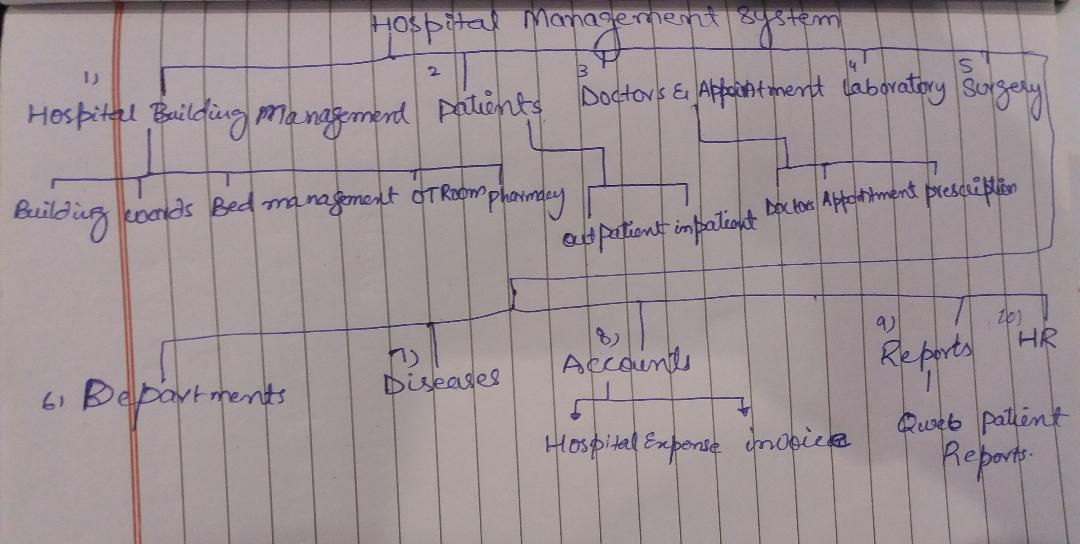 Hospital Management System
1) Hospital Building Management
2 patients
3 Doctors & Appointment
4 laboratory
5 Surgery
Building wards Bed management OT Room pharmacy
out patient inpatient
Doctors Appointment prescription
6) Departments
7) Diseases
8) Accounts
9) Reports
10) HR
Hospital Expense invoice
patient
Reports.